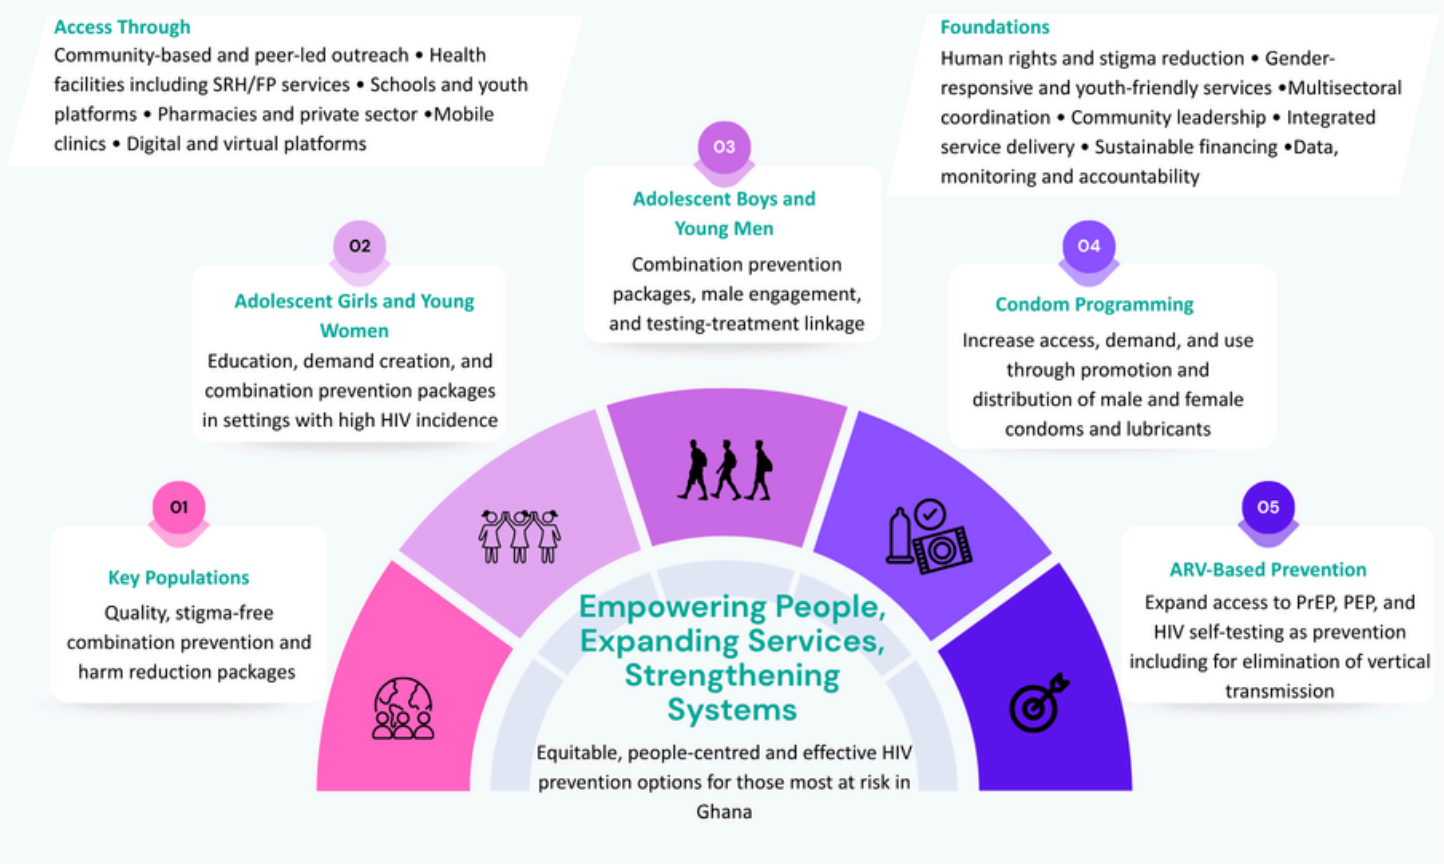 Access Through
Community-based and peer-led outreach • Health
facilities including SRH/FP services • Schools and youth
platforms • Pharmacies and private sector •Mobile
clinics • Digital and virtual platforms
Foundations
Human rights and stigma reduction • Gender-
responsive and youth-friendly services •Multisectoral
coordination • Community leadership • Integrated
service delivery • Sustainable financing •Data,
monitoring and accountability
01
Key Populations
Quality, stigma-free
combination prevention and
harm reduction packages
02
Adolescent Girls and Young
Women
Education, demand creation, and
combination prevention packages
in settings with high HIV incidence
03
Adolescent Boys and
Young Men
Combination prevention
packages, male engagement,
and testing-treatment linkage
04
Condom Programming
Increase access, demand, and use
through promotion and
distribution of male and female
condoms and lubricants
05
ARV-Based Prevention
Expand access to PrEP, PEP, and
HIV self-testing as prevention
including for elimination of vertical
transmission
Empowering People,
Expanding Services,
Strengthening
Systems
Equitable, people-centred and effective HIV
prevention options for those most at risk in
Ghana